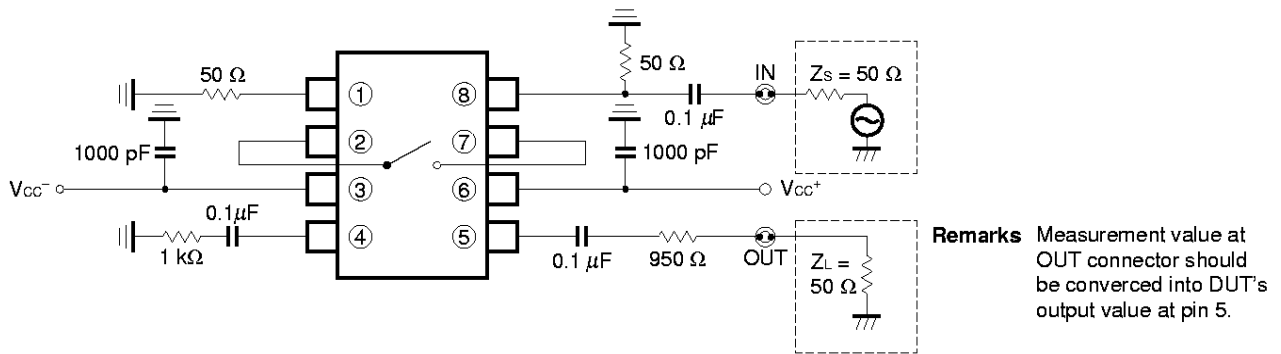 50 Ω
50 Ω
IN
Zs = 50 Ω
0.1 µF
1
2
3
4
8
7
6
5
1000 pF
1000 pF
Vcc⁻
Vcc⁺
0.1µF
1 kΩ
0.1 µF
950 Ω
OUT
ZL =
50 Ω
Remarks Measurement value at
OUT connector should
be converced into DUT's
output value at pin 5.